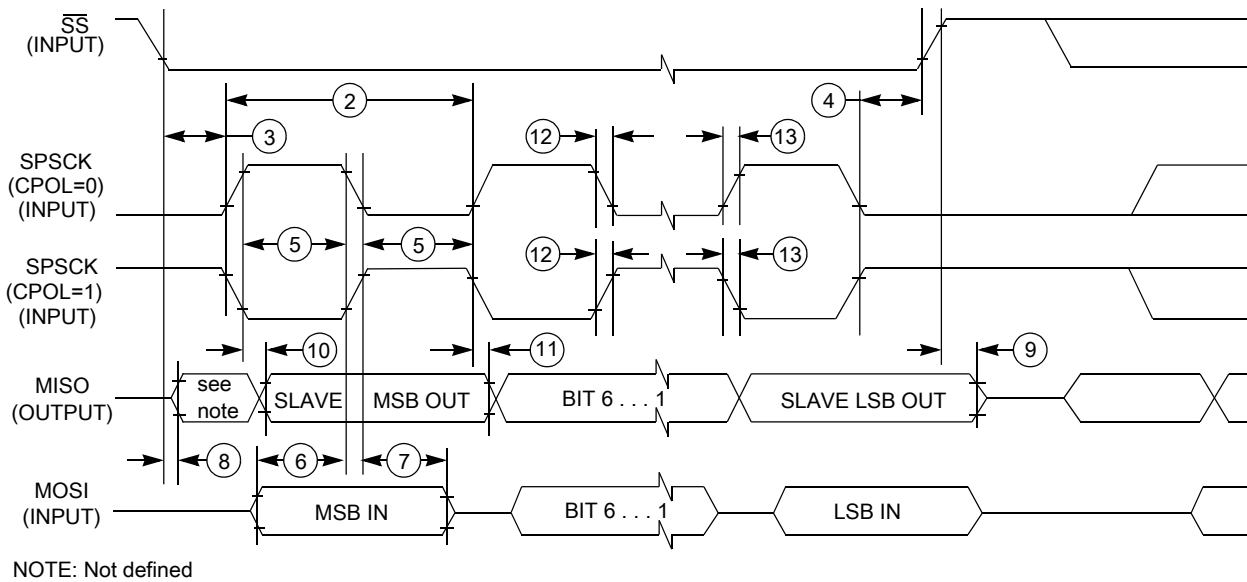 SS
(INPUT)
2
4
3
12
13
SPSCK
(CPOL=0)
(INPUT)
5
5
SPSCK
(CPOL=1)
(INPUT)
12
13
10
11
9
MISO
(OUTPUT)
see
note
SLAVE
MSB OUT
BIT 6 . . . 1
SLAVE LSB OUT
8
6
7
MOSI
(INPUT)
MSB IN
BIT 6 . . . 1
LSB IN
NOTE: Not defined